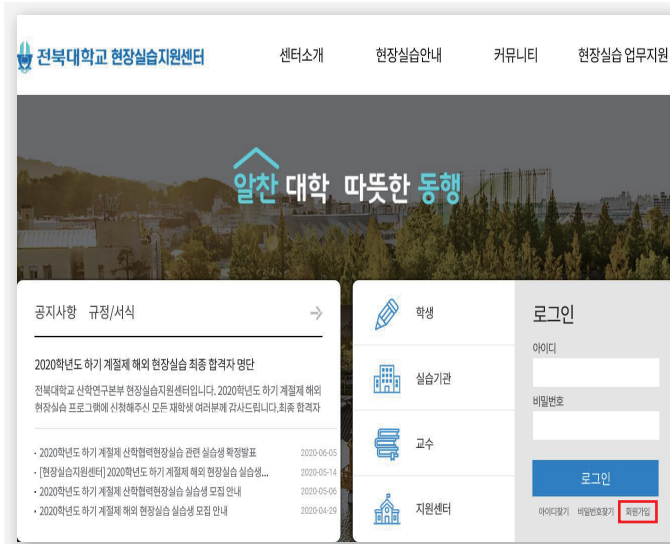 전북대학교 현장실습지원센터
센터소개 현장실습안내 커뮤니티 현장실습 업무지원
알찬 대학 따뜻한 동행
공지사항 규정/서식
2020학년도 하기 계절제 해외 현장실습 최종 합격자 명단
전북대학교 산학연구본부 현장실습지원센터입니다. 2020학년도 하기 계절제 해외
현장실습 프로그램에 신청해주신 모든 재학생 여러분께 감사드립니다.최종 합격자
· 2020학년도 하기 계절제 산학협력현장실습 관련 실습생 확정발표 2020-06-05
· [현장실습지원센터] 2020학년도 하기 계절제 해외 현장실습 실습생... 2020-05-14
· 2020학년도 하기 계절제 산학협력현장실습 실습생 모집 안내 2020-05-06
· 2020학년도 하기 계절제 해외 현장실습 실습생 모집 안내 2020-04-29
학생
실습기관
교수
지원센터
로그인
아이디
비밀번호
로그인
아이디찾기 비밀번호찾기 회원가입